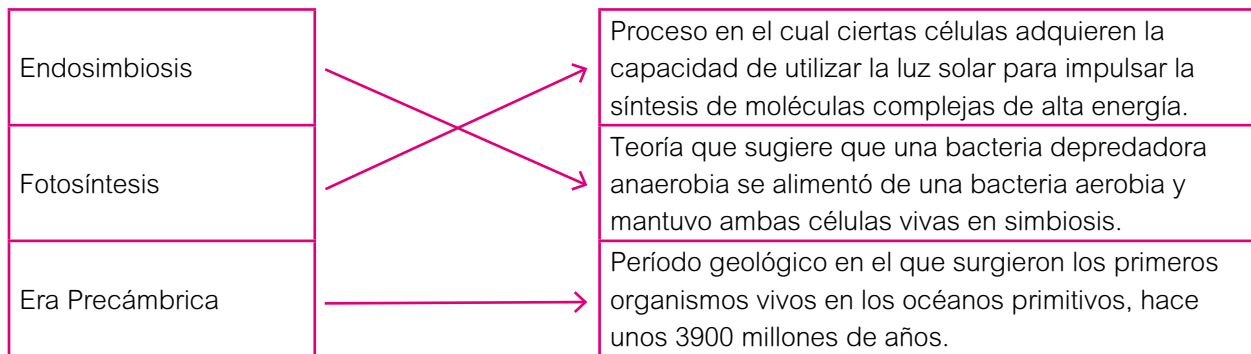 Endosimbiosis
Proceso en el cual ciertas células adquieren la
capacidad de utilizar la luz solar para impulsar la
síntesis de moléculas complejas de alta energía.
Fotosíntesis
Teoría que sugiere que una bacteria depredadora
anaerobia se alimentó de una bacteria aerobia y
mantuvo ambas células vivas en simbiosis.
Era Precámbrica
Período geológico en el que surgieron los primeros
organismos vivos en los océanos primitivos, hace
unos 3900 millones de años.